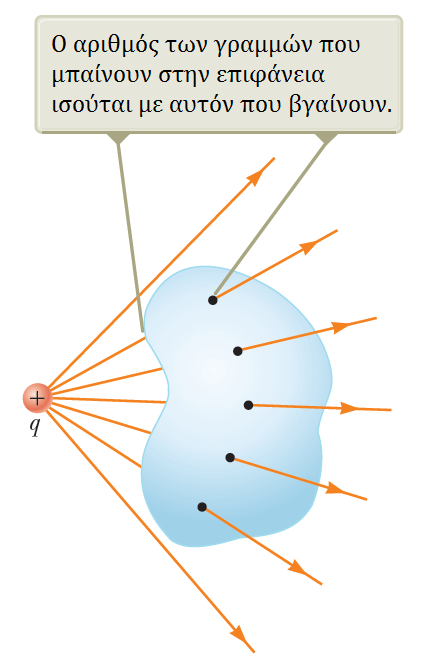 Ο αριθμός των γραμμών που
μπαίνουν στην επιφάνεια
ισούται με αυτόν που βγαίνουν.
+
q